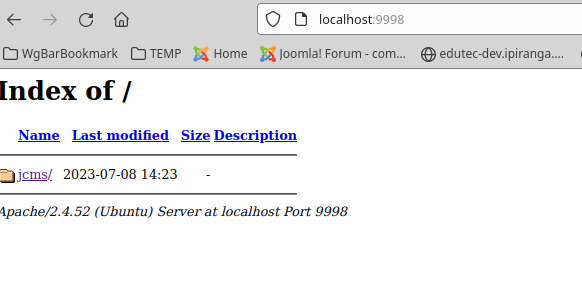 localhost:9998
WgBarBookmark TEMP Home Joomla! Forum - com... edutec-dev.ipiranga....
Index of /
Name Last modified Size Description
jcms/ 2023-07-08 14:23 -
Apache/2.4.52 (Ubuntu) Server at localhost Port 9998